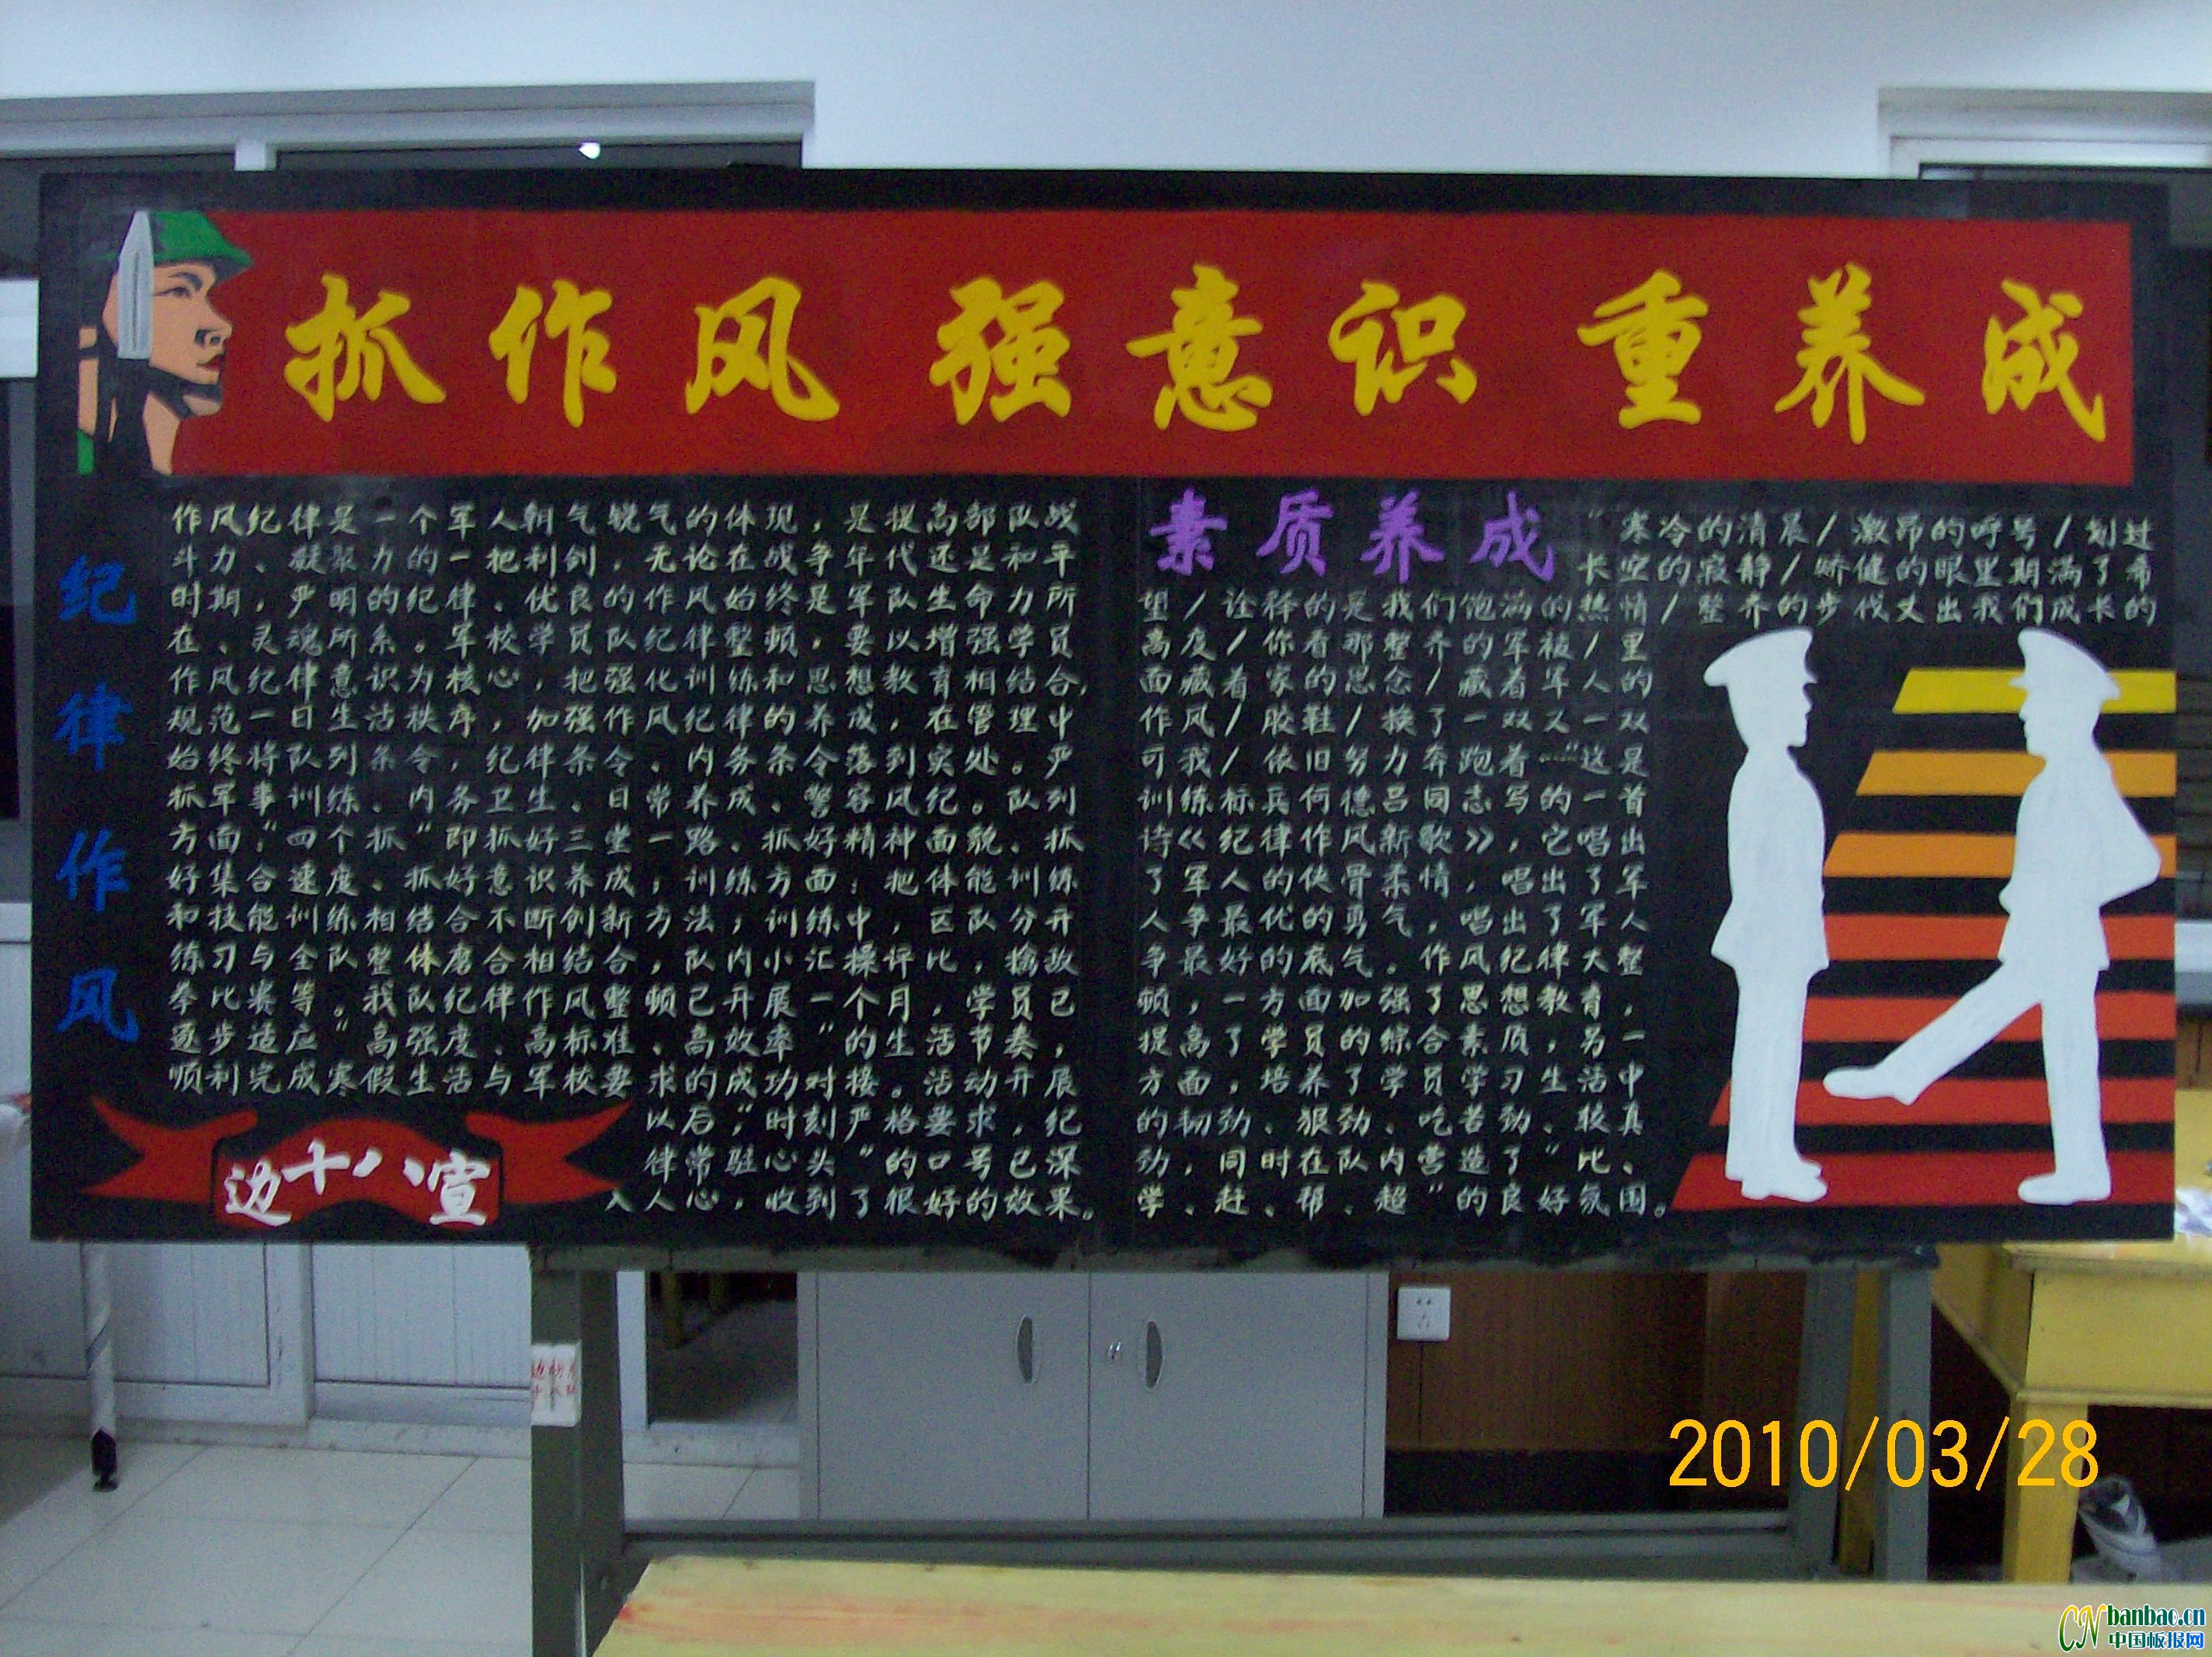 抓作风 强意识 重养成
纪律作风
作风纪律是一个军人朝气锐气的体现，是提高部队战
斗力、凝聚力的一把利剑，无论在战争年代还是和平
时期，严明的纪律、优良的作风始终是军队生命力所
在、灵魂所系。军校学员队纪律整顿，要以增强学员
作风纪律意识为核心，把强化训练和思想教育相结合，
规范一日生活秩序，加强作风纪律的养成，在管理中
始终将队列条令，纪律条令、内务条令落到实处。严
抓军事训练、内务卫生、日常养成、警容风纪。队列
方面：“四个抓”即抓好三堂一路、抓好精神面貌、抓
好集合速度、抓好意识养成；训练方面：把体能训练
和技能训练相结合不断创新方法；训练中，区队分开
练习与全队整体磨合相结合，队内小汇操评比，擒敌
拳比赛等。我队纪律作风整顿已开展一个月，学员已
逐步适应“高强度、高标准、高效率”的生活节奏，
顺利完成寒假生活与军校要求的成功对接。活动开展
以后，“时刻严格要求，纪
律常驻心头”的口号已深
入人心，收到了很好的效果。
边十八宣
素质养成
“寒冷的清晨/激昂的呼号/划过
长空的寂静/矫健的眼里期满了希
望/诠释的是我们饱满的热情/整齐的步伐丈出我们成长的
高度/你看那整齐的军被/里
面藏着家的思念/藏着军人的
作风/胶鞋/换了一双又一双
可我/依旧努力奔跑着……“这是
训练标兵何德吕同志写的一首
诗《纪律作风新歌》，它唱出
了军人的侠骨柔情，唱出了军
人争最优的勇气，唱出了军人
争最好的底气。作风纪律大整
顿，一方面加强了思想教育，
提高了学员的综合素质，另一
方面，培养了学员学习生活中
的韧劲、狠劲、吃苦劲、较真
劲，同时在队内营造了“比、
学、赶、帮、超”的良好氛围。
2010/03/28
CN banbao.cn
中国板报网